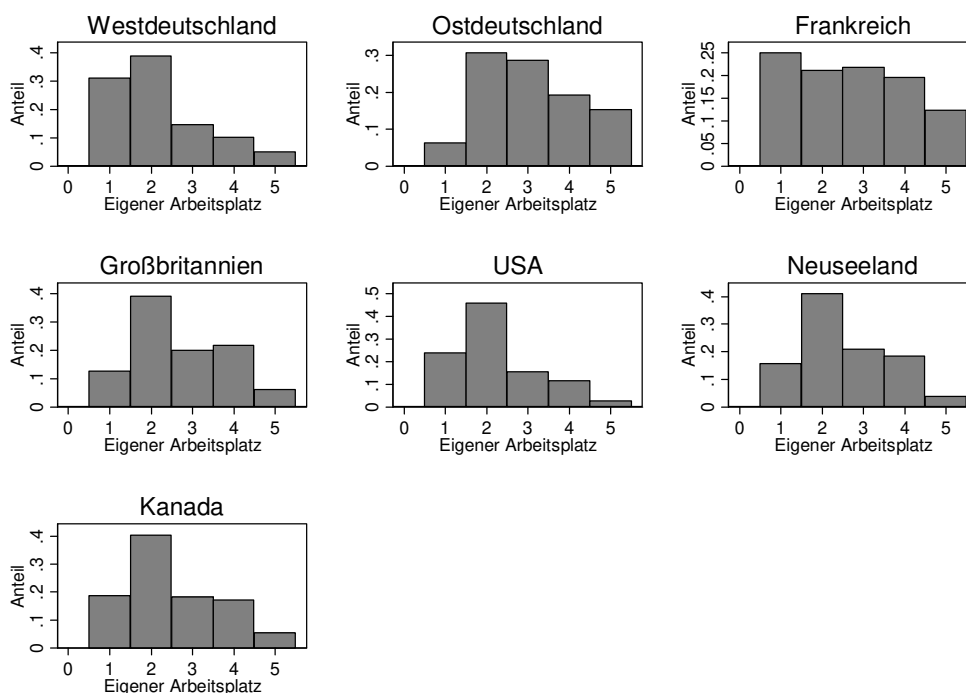 Westdeutschland
Anteil
0 .1 .2 .3 .4
0 1 2 3 4 5
Eigener Arbeitsplatz
Ostdeutschland
Anteil
0 .1 .2 .3
0 1 2 3 4 5
Eigener Arbeitsplatz
Frankreich
Anteil
0 .05 .1 .15 .2 .25
0 1 2 3 4 5
Eigener Arbeitsplatz
Großbritannien
Anteil
0 .1 .2 .3 .4
0 1 2 3 4 5
Eigener Arbeitsplatz
USA
Anteil
0 .1 .2 .3 .4 .5
0 1 2 3 4 5
Eigener Arbeitsplatz
Neuseeland
Anteil
0 .1 .2 .3 .4
0 1 2 3 4 5
Eigener Arbeitsplatz
Kanada
Anteil
0 .1 .2 .3 .4
0 1 2 3 4 5
Eigener Arbeitsplatz